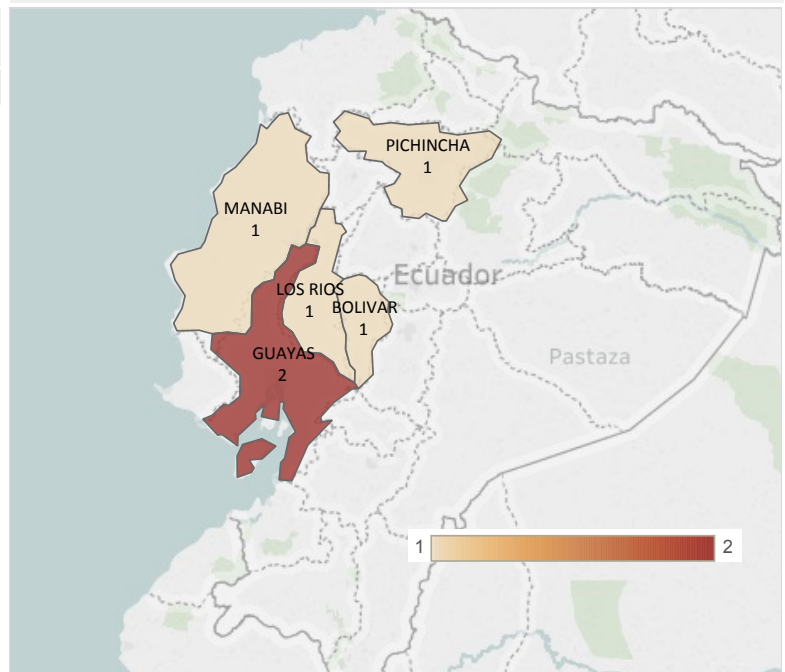 PICHINCHA
1
MANABI
1
Ecuador
LOS RIOS
1
BOLIVAR
1
GUAYAS
2
Pastaza
1
2